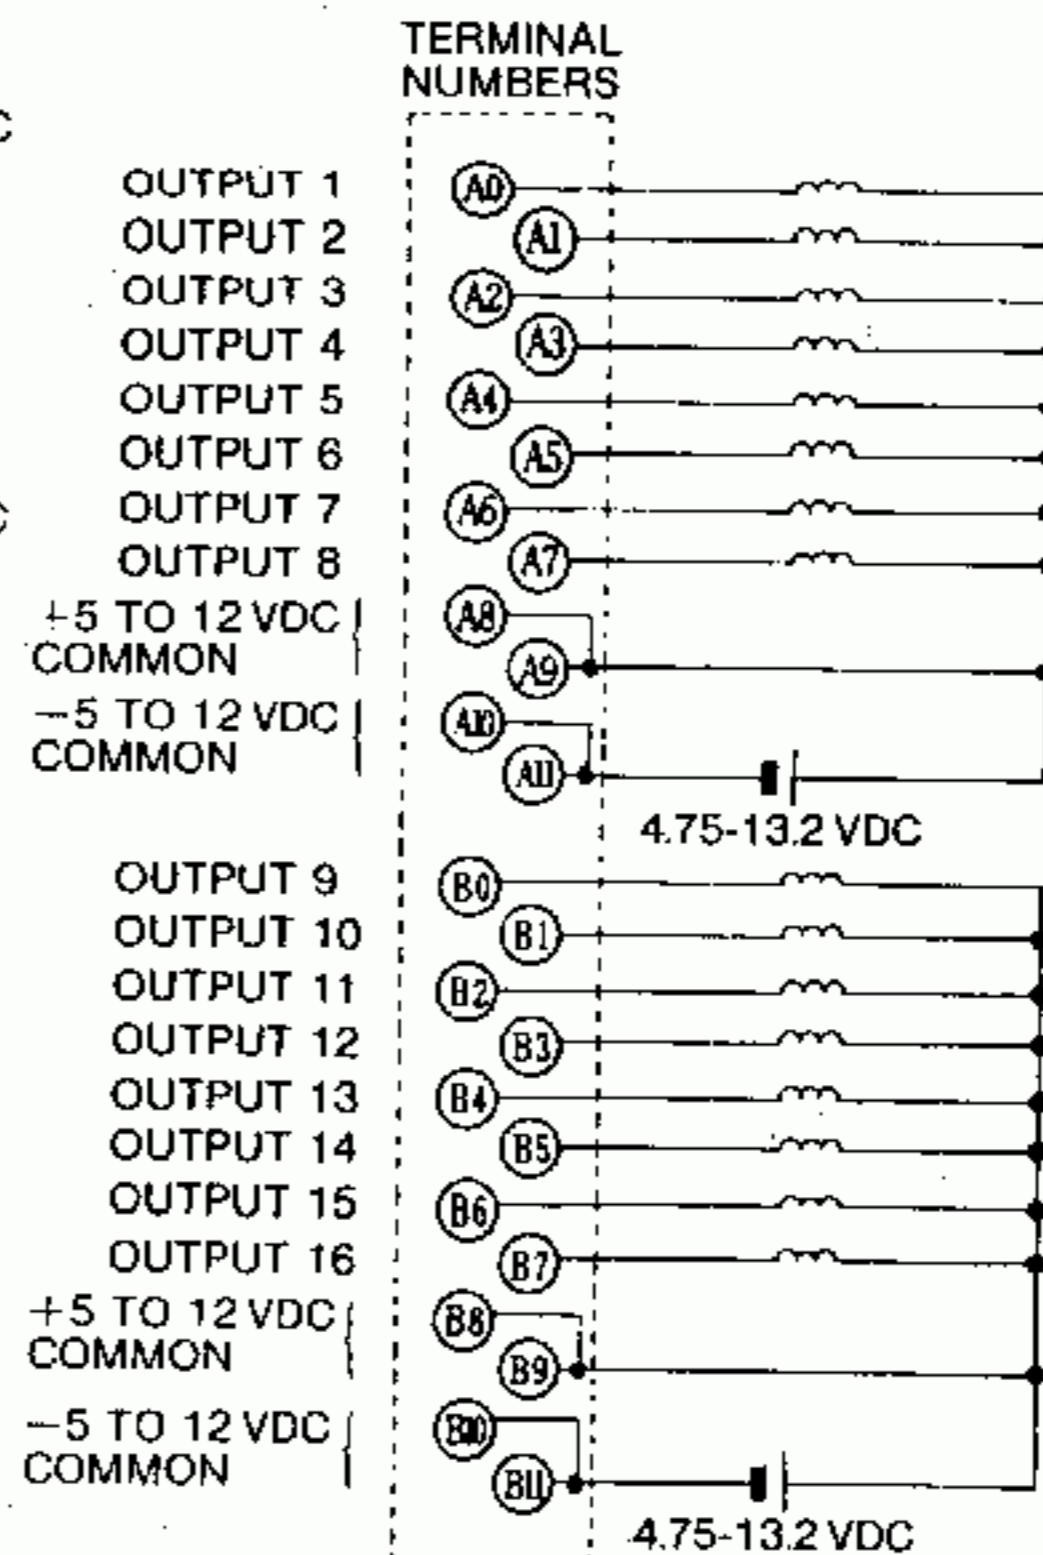 TERMINAL
NUMBERS
OUTPUT 1 A0
OUTPUT 2 A1
OUTPUT 3 A2
OUTPUT 4 A3
OUTPUT 5 A4
OUTPUT 6 A5
OUTPUT 7 A6
OUTPUT 8 A7
+5 TO 12 VDC A8
COMMON A9
−5 TO 12 VDC A10
COMMON A11
4.75-13.2 VDC
OUTPUT 9 B0
OUTPUT 10 B1
OUTPUT 11 B2
OUTPUT 12 B3
OUTPUT 13 B4
OUTPUT 14 B5
OUTPUT 15 B6
OUTPUT 16 B7
+5 TO 12 VDC B8
COMMON B9
−5 TO 12 VDC B10
COMMON B11
4.75-13.2 VDC